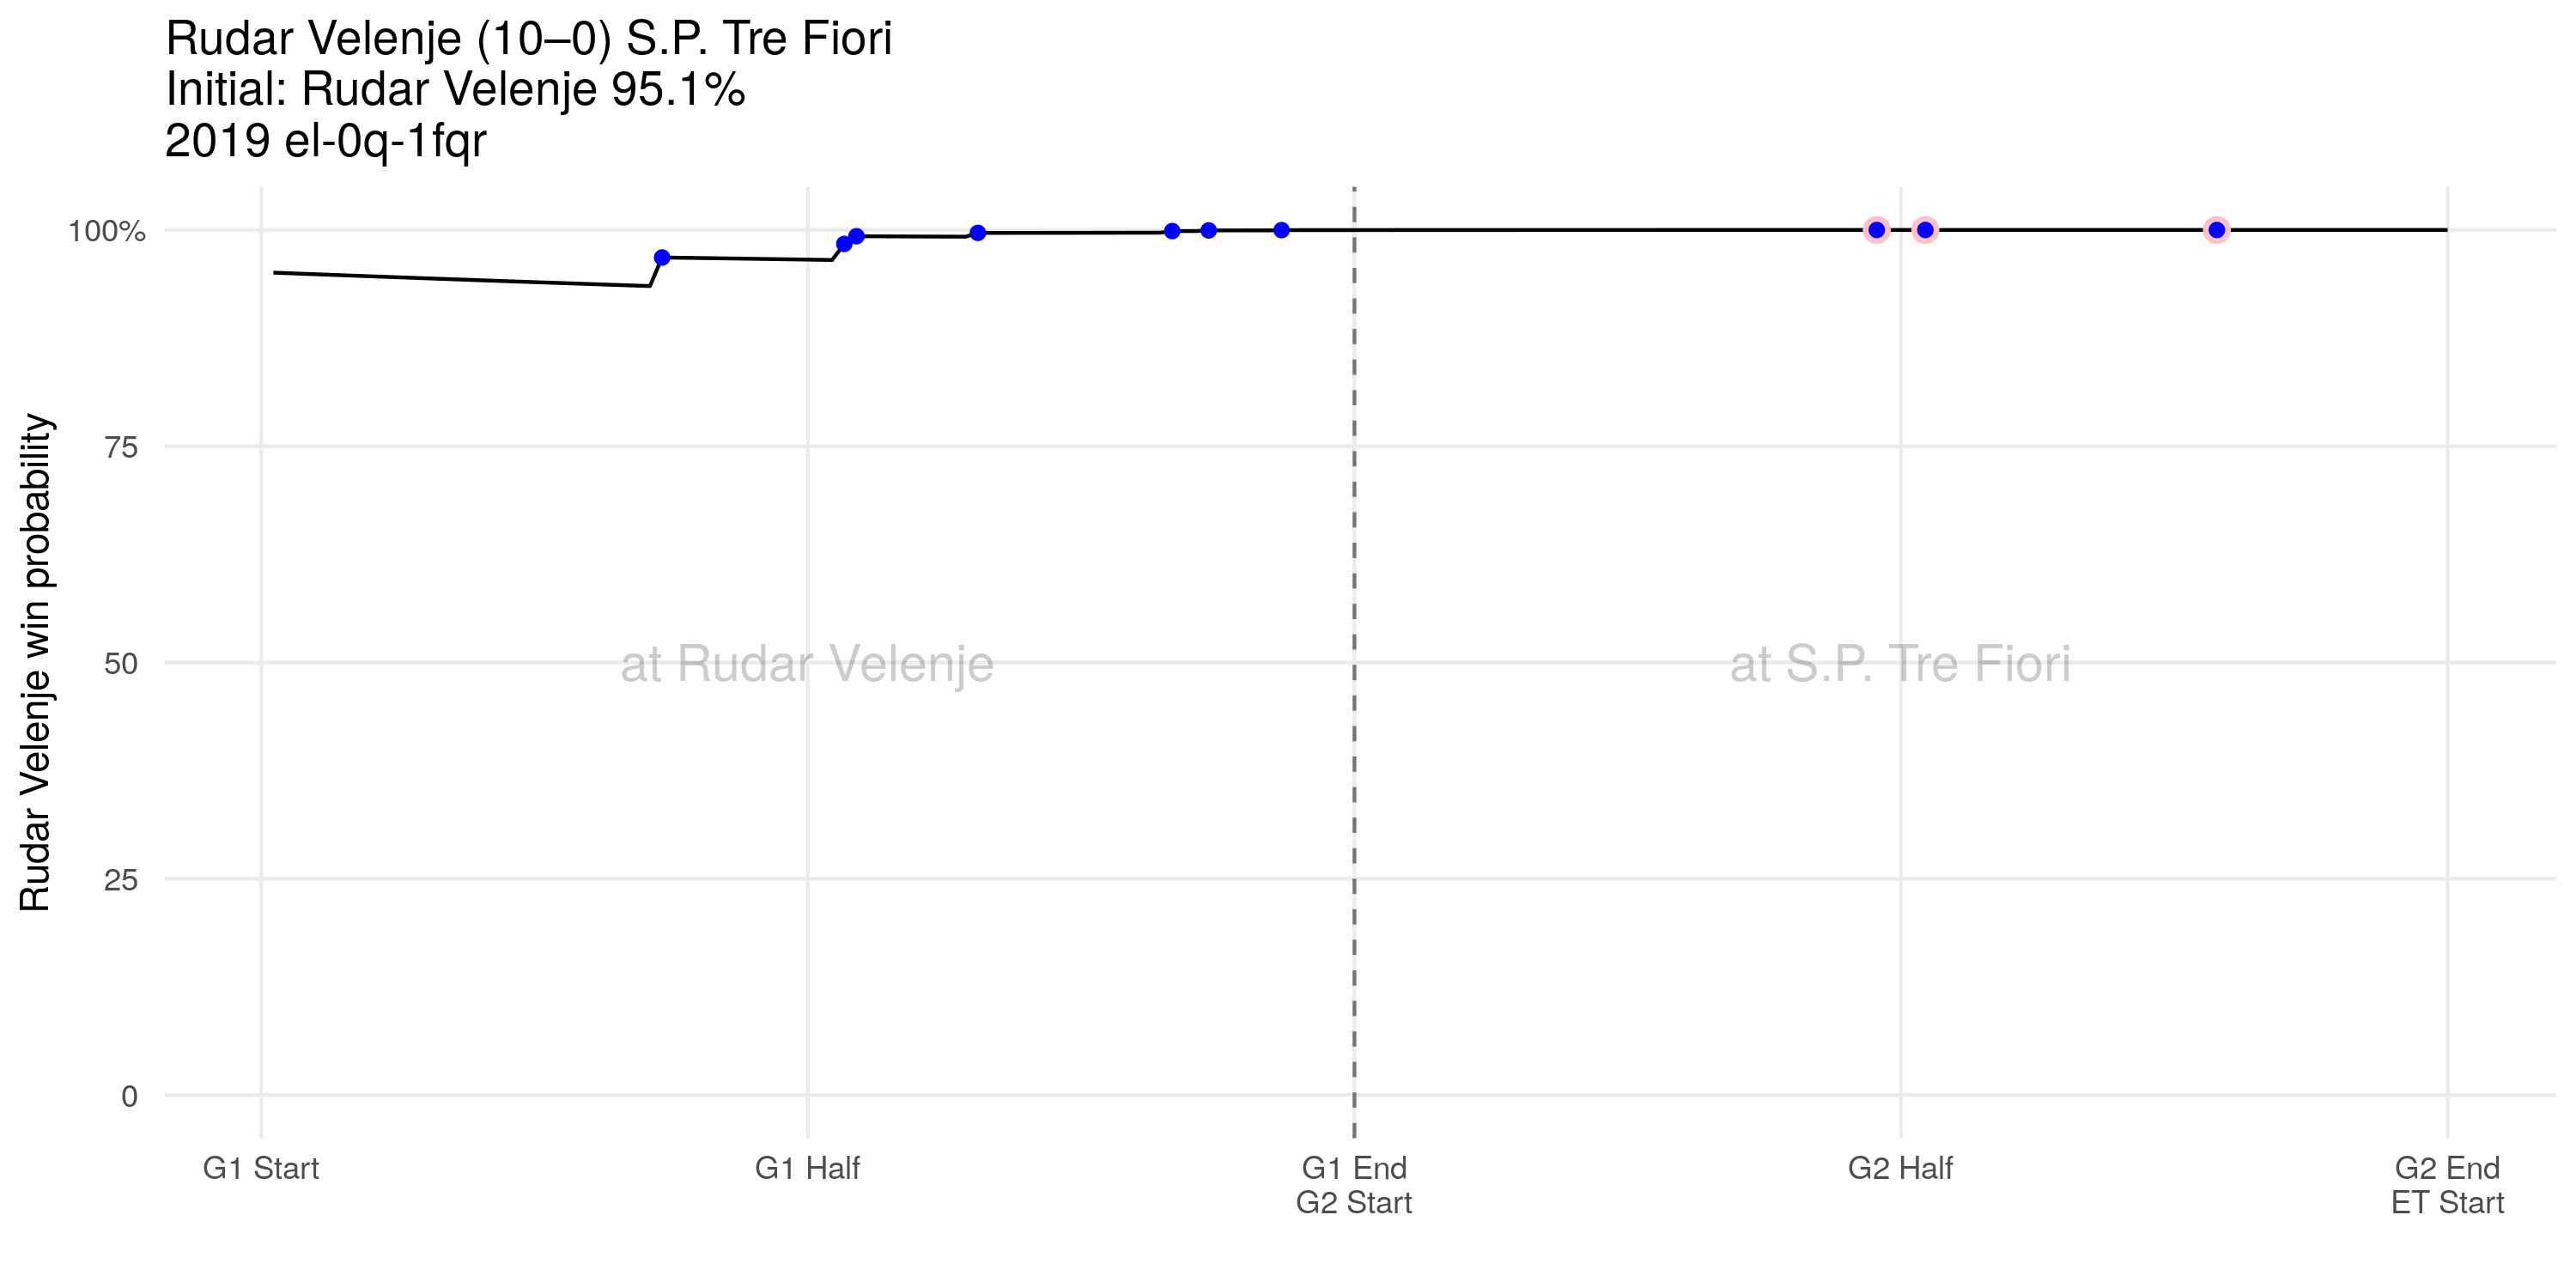 Rudar Velenje (10–0) S.P. Tre Fiori
Initial: Rudar Velenje 95.1%
2019 el-0q-1fqr
Rudar Velenje win probability
100%
75
50
25
0
at Rudar Velenje
at S.P. Tre Fiori
G1 Start
G1 Half
G1 End
G2 Start
G2 Half
G2 End
ET Start